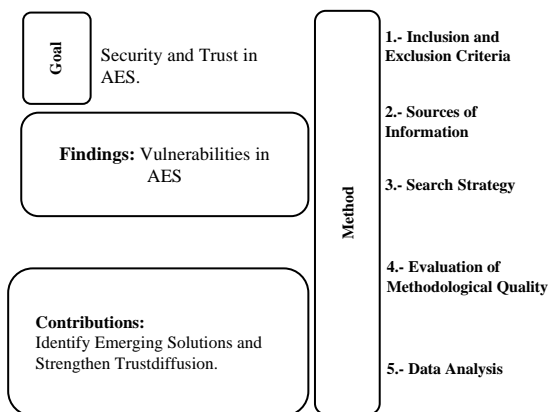 Goal
Security and Trust in
AES.
Findings: Vulnerabilities in
AES
Contributions:
Identify Emerging Solutions and
Strengthen Trustdiffusion.
Method
1.- Inclusion and
Exclusion Criteria
2.- Sources of
Information
3.- Search Strategy
4.- Evaluation of
Methodological Quality
5.- Data Analysis